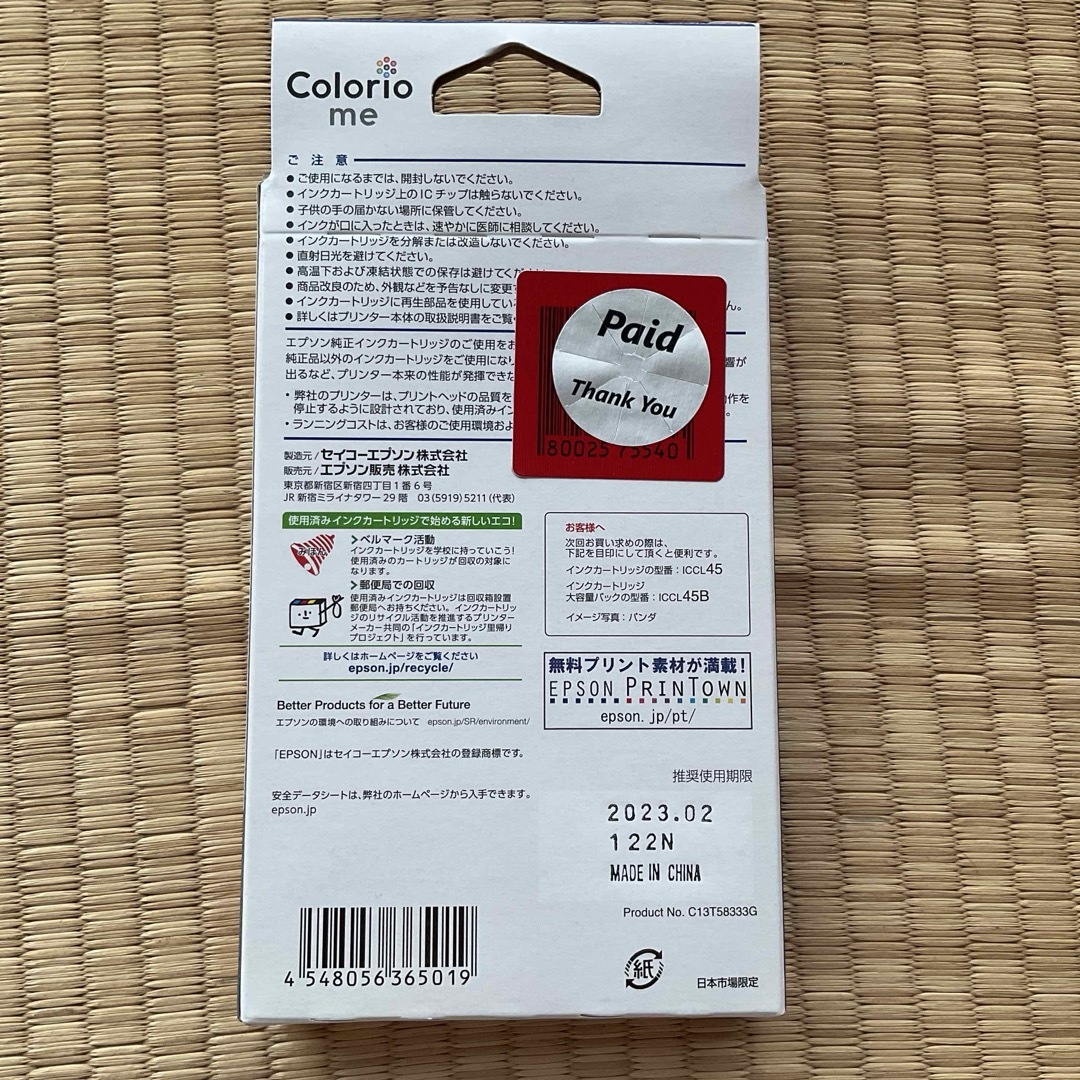 Colorio
me
ご注意
● ご使用になるまでは、開封しないでください。
● インクカートリッジ上のICチップは触らないでください。
● 子供の手の届かない場所に保管してください。
● インクが口に入ったときは、速やかに医師に相談してください。
● インクカートリッジを分解または改造しないでください。
● 直射日光を避けてください。
● 高温下および凍結状態での保存は避けてくだ
● 商品改良のため、外観などを予告なしに変更す
● インクカートリッジに再生部品を使用してい
ん。
● 詳しくはプリンター本体の取扱説明書をご覧く
エプソン純正インクカートリッジのご使用をお
純正品以外のインクカートリッジをご使用になり
響が
出るなど、プリンター本来の性能が発揮できな
・弊社のプリンターは、プリントヘッドの品質を
動作を
停止するように設計されており、使用済みイン
・ランニングコストは、お客様のご使用環境およ
Paid
Thank You
80025 75540
製造元/セイコーエプソン株式会社
販売元/エプソン販売 株式会社
東京都新宿区新宿四丁目1番6号
JR新宿ミライナタワー29階 03(5919)5211(代表)
使用済みインクカートリッジで始める新しいエコ!
みほん
ベルマーク活動
インクカートリッジを学校に持っていこう!
使用済みのカートリッジが回収の対象に
なります。
郵便局での回収
使用済みインクカートリッジは回収箱設置
郵便局へお持ちください。インクカートリッ
ジのリサイクル活動を推進するプリンター
メーカー共同の「インクカートリッジ里帰り
プロジェクト」を行っています。
詳しくはホームページをご覧ください
epson.jp/recycle/
Better Products for a Better Future
エプソンの環境への取り組みについて epson.jp/SR/environment/
「EPSON」はセイコーエプソン株式会社の登録商標です。
安全データシートは、弊社のホームページから入手できます。
epson.jp
お客様へ
次回お買い求めの際は、
下記を目印にして頂くと便利です。
インクカートリッジの型番:ICCL45
インクカートリッジ
大容量パックの型番:ICCL45B
イメージ写真:パンダ
無料プリント素材が満載!
EPSON PRINTOWN
epson.jp/pt/
推奨使用期限
2023.02
122N
MADE IN CHINA
Product No. C13T58333G
4 548056 365019
紙
日本市場限定